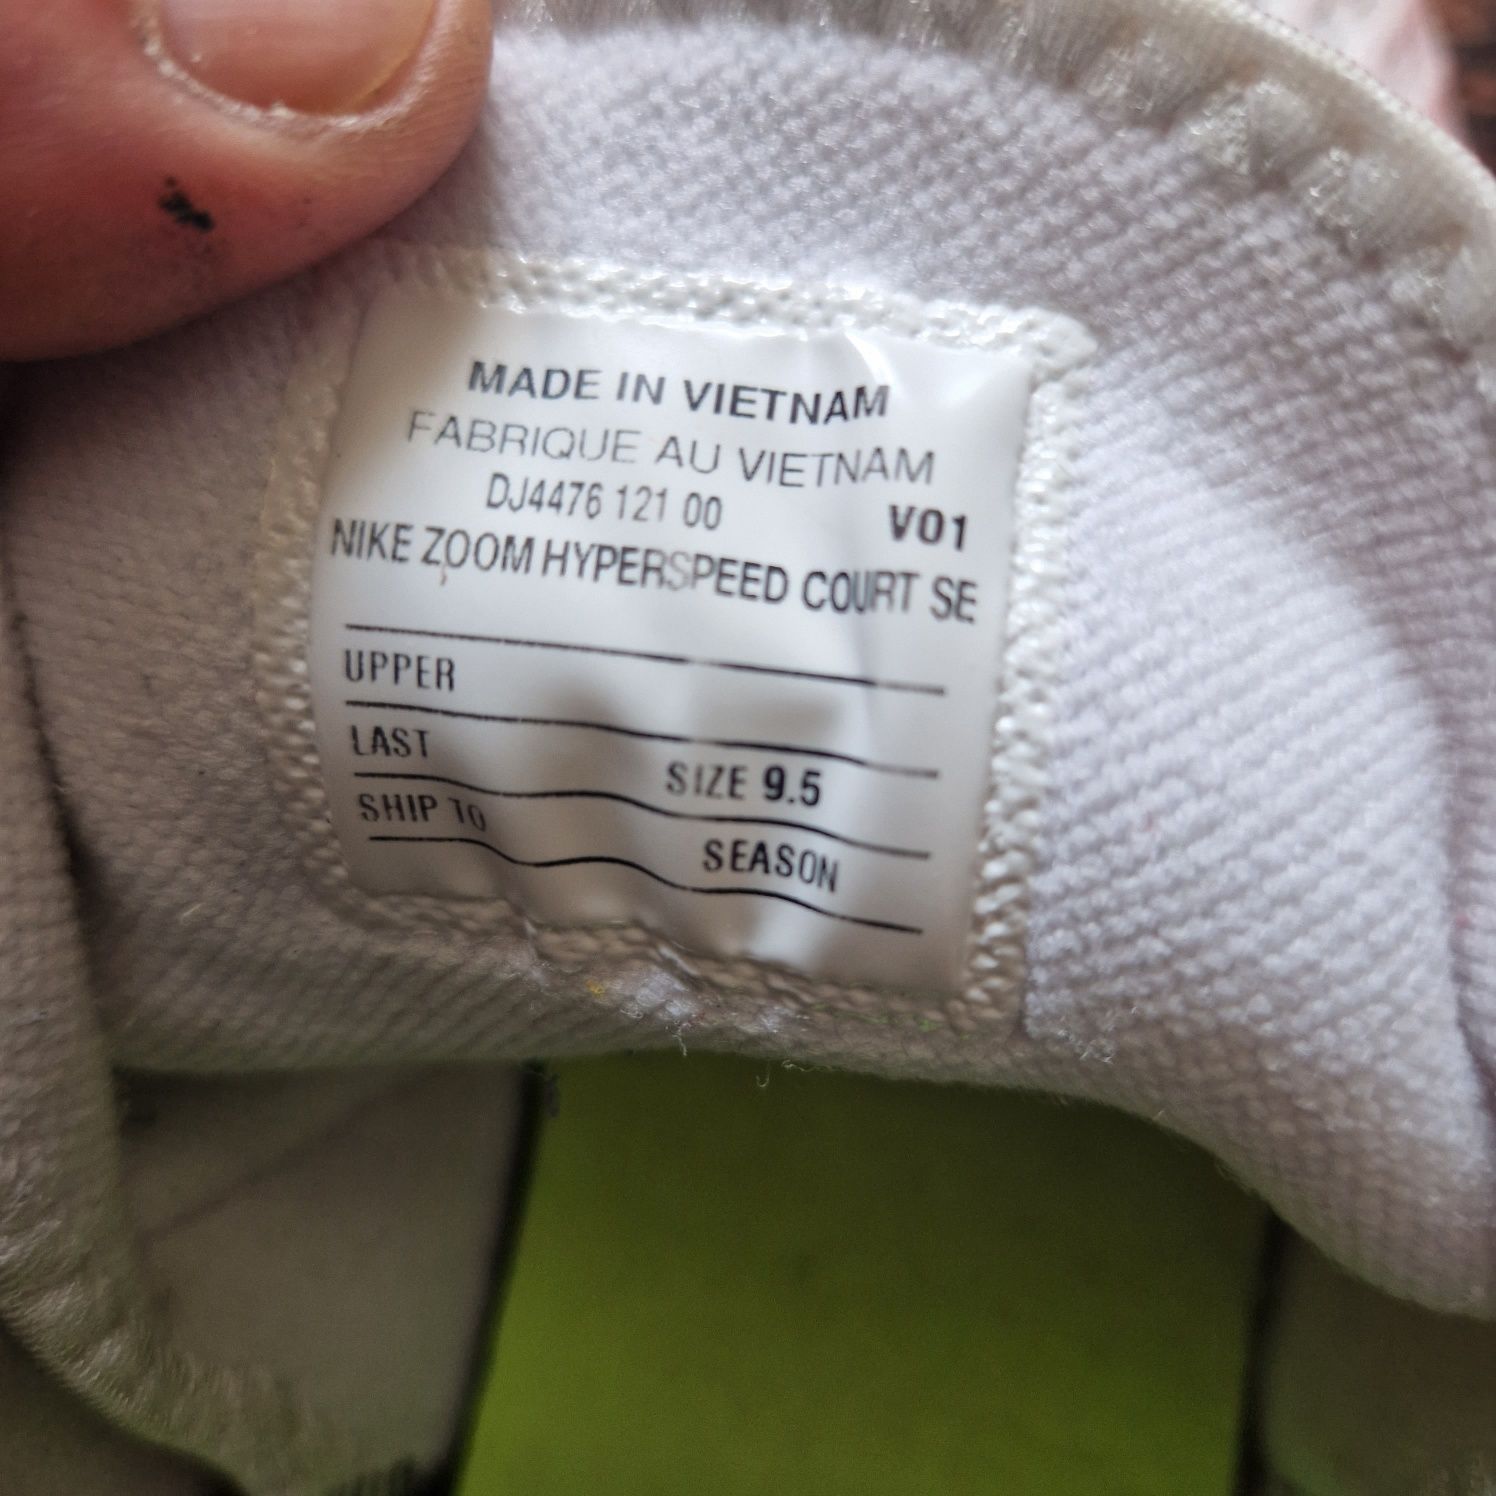 MADE IN VIETNAM
FABRIQUE AU VIETNAM
DJ4476 121 00 V01
NIKE ZOOM HYPERSPEED COURT SE
UPPER
LAST
SIZE 9.5
SHIP TO
SEASON